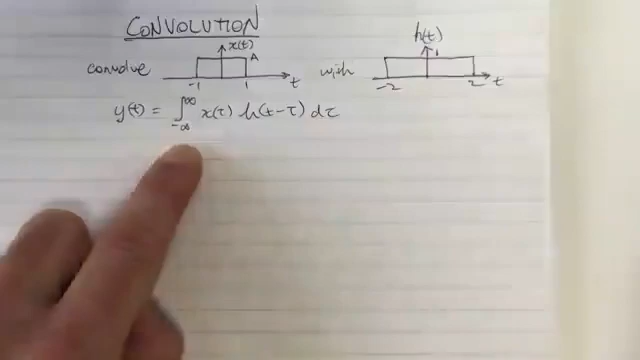 CONVOLUTION
x(t)
A
convolve
-1
1
t
with
h(t)
1
-2
2
t
y(t) = ∫_{-∞}^{∞} x(τ) h(t-τ) dτ